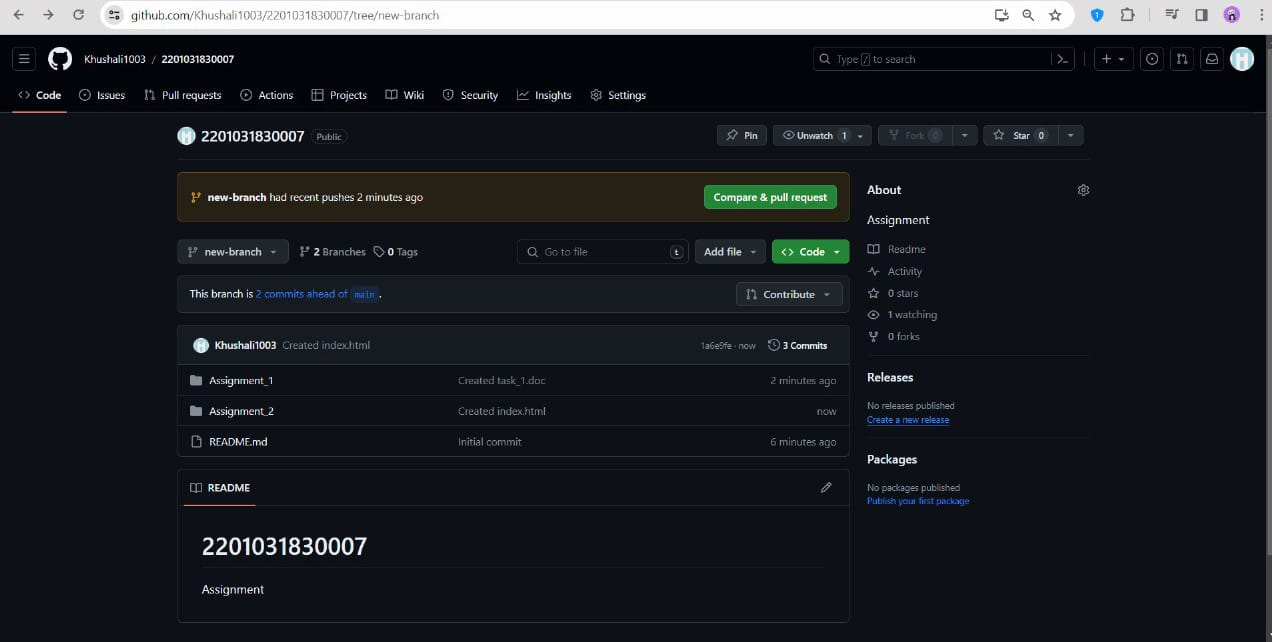 github.com/Khushali1003/2201031830007/tree/new-branch
Khushali1003 / 2201031830007
Type / to search
Code Issues Pull requests Actions Projects Wiki Security Insights Settings
2201031830007 Public
Pin Unwatch 1 Fork 0 Star 0
new-branch had recent pushes 2 minutes ago Compare & pull request
new-branch 2 Branches 0 Tags Go to file t Add file Code
This branch is 2 commits ahead of main . Contribute
Khushali1003 Created index.html 1a6e9fe · now 3 Commits
Assignment_1 Created task_1.doc 2 minutes ago
Assignment_2 Created index.html now
README.md Initial commit 6 minutes ago
README
2201031830007
Assignment
About
Assignment
Readme
Activity
0 stars
1 watching
0 forks
Releases
No releases published
Create a new release
Packages
No packages published
Publish your first package